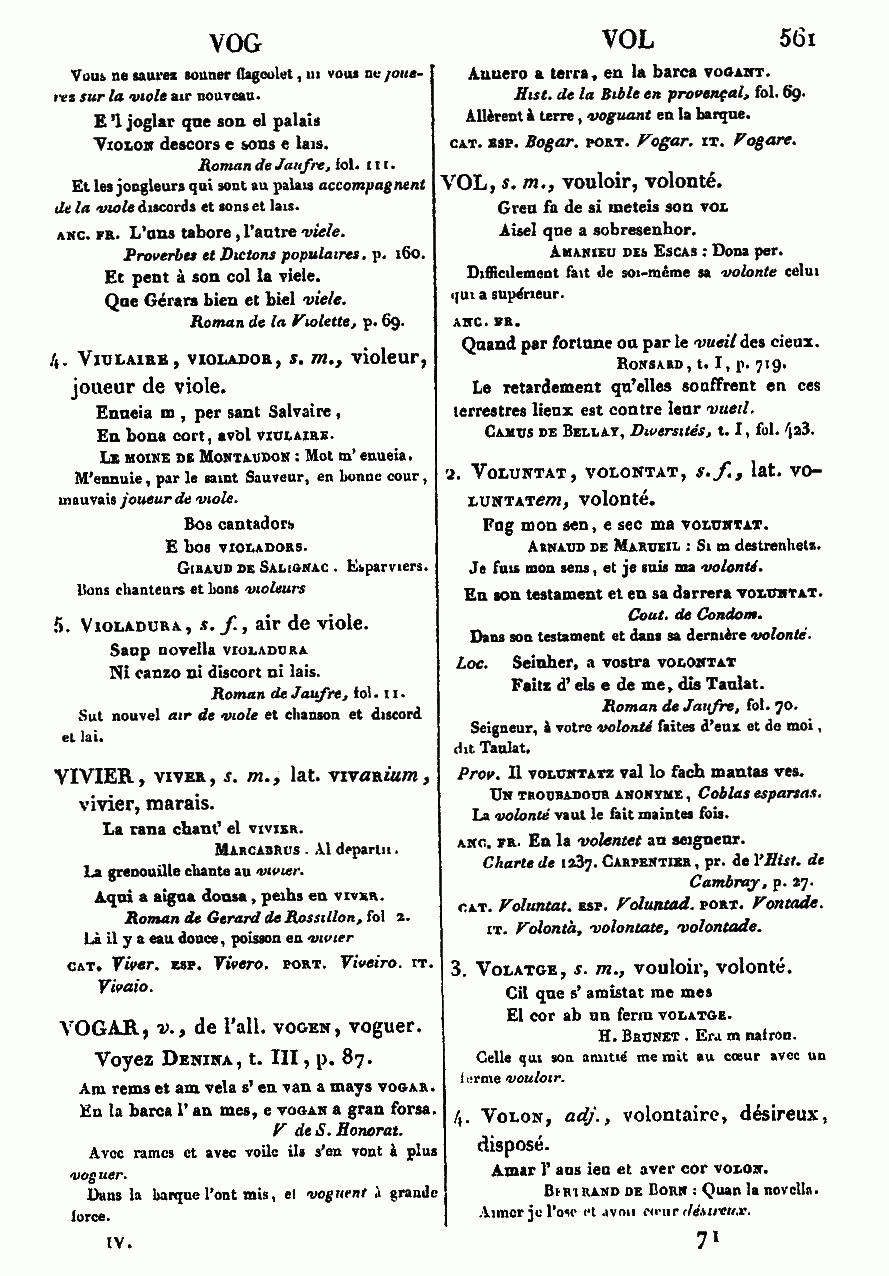 VOG
Vous ne saurez sonner flageolet, ni vous ne joue-
rez sur la viole air nouveau.
E 'l joglar que son el palais
VIOLON descors e sons e lais.
Roman de Jaufre, fol. 111.
Et les jongleurs qui sont au palais accompagnent
de la viole discords et sons et lais.
ANC. FR. L'uns tabore, l'autre viele.
Proverbes et Dictons populaires. p. 160.
Et pent à son col la viele.
Que Gérars bien et biel viele.
Roman de la Violette, p. 69.
4. VIULAIRE, VIOLADOR, s. m., violeur,
joueur de viole.
Enueia m, per sant Salvaire,
En bona cort, avol VIULAIRE.
LE MOINE DE MONTAUDON : Mot m' enueia.
M'ennuie, par le saint Sauveur, en bonne cour,
mauvais joueur de viole.
Bos cantadors
E bos VIOLADORS.
GIRAUD DE SALIGNAC. Esparviers.
Bons chanteurs et bons violeurs
5. VIOLADURA, s. f., air de viole.
Saup novella VIOLADURA
Ni canzo ni discort ni lais.
Roman de Jaufre, fol. 11.
Sut nouvel air de viole et chanson et discord
et lai.
VIVIER, VIVER, s. m., lat. VIVARium,
vivier, marais.
La rana chant' el VIVIER.
MARCABRUS. Al departir.
La grenouille chante au vivier.
Aqui a aigua dousa, peihs en VIVER.
Roman de Gerard de Rossillon, fol 2.
Là il y a eau douce, poisson en vivier
CAT. Viver. ESP. Vivero. PORT. Viveiro. IT.
Vivaio.
VOGAR, v., de l'all. VOGEN, voguer.
Voyez DENINA, t. III, p. 87.
Am rems et am vela s' en van a mays VOGAR.
En la barca l' an mes, e VOGAN a gran forsa.
V de S. Honorat.
Avec rames et avec voile ils s'en vont à plus
voguer.
Dans la barque l'ont mis, et voguent à grande
force.
IV.
VOL 561
Annero a terra, en la barca VOGANT.
Hist. de la Bible en provençal, fol. 69.
Allèrent à terre, voguant en la barque.
CAT. ESP. Bogar. PORT. Vogar. IT. Vogare.
VOL, s. m., vouloir, volonté.
Greu fa de si meteis son VOL
Aisel que a sobresenhor.
AMANIEU DES ESCAS : Dona per.
Difficilement fait de soi-même sa volonte celui
qui a supérieur.
ANC. FR.
Quand par fortune ou par le vueil des cieux.
RONSARD, t. I, p. 719.
Le retardement qu'elles souffrent en ces
terrestres lieux est contre leur vueil.
CAMUS DE BELLAY, Diversités, t. I, fol. 423.
2. VOLUNTAT, VOLONTAT, s. f., lat. VO-
LUNTATem, volonté.
Fug mon sen, e sec ma VOLUNTAT.
ARNAUD DE MARUEIL : Si m destrenhetz.
Je fuis mon sens, et je suis ma volonté.
En son testament et en sa darrera VOLUNTAT.
Cout. de Condom.
Dans son testament et dans sa dernière volonté.
Loc. Seinher, a vostra VOLONTAT
Faitz d' els e de me, dis Taulat.
Roman de Jaufre, fol. 70.
Seigneur, à votre volonté faites d'eux et de moi,
dit Taulat.
Prov. Il VOLUNTATZ val lo fach mantas ves.
UN TROUBADOUR ANONYME, Coblas esparsas.
La volonté vaut le fait maintes fois.
ANC. FR. En la volentet au seigneur.
Charte de 1237. CARPENTIER, pr. de l'Hist. de
Cambray, p. 27.
CAT. Voluntat. ESP. Voluntad. PORT. Vontade.
IT. Volontà, volontate, volontade.
3. VOLATGE, s. m., vouloir, volonté.
Cil que s' amistat me mes
El cor ab un ferm VOLATGE.
H. BRUNET. Era m nafron.
Celle qui son amitié me mit au cœur avec un
ferme vouloir.
4. VOLON, adj., volontaire, désireux,
disposé.
Amar l' aus ieu et aver cor VOLON.
BERTRAND DE BORN : Quan la novella.
Aimer je l'ose et avoir cœur désireux.
71